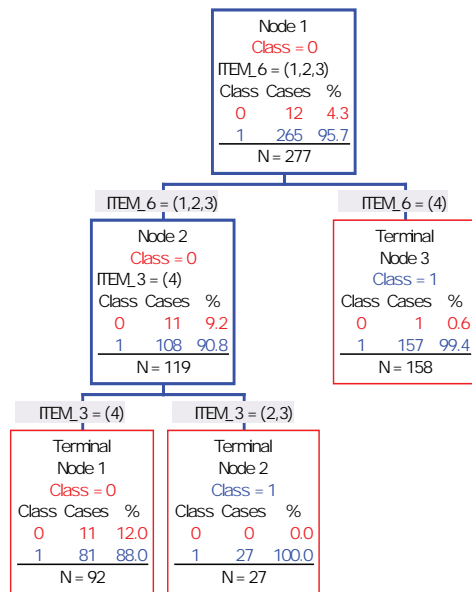 Node 1
Class = 0
ITEM_6 = (1,2,3)
Class Cases %
0 12 4.3
1 265 95.7
N = 277
ITEM_6 = (1,2,3)
ITEM_6 = (4)
Node 2
Class = 0
ITEM_3 = (4)
Class Cases %
0 11 9.2
1 108 90.8
N = 119
Terminal
Node 3
Class = 1
Class Cases %
0 1 0.6
1 157 99.4
N = 158
ITEM_3 = (4)
ITEM_3 = (2,3)
Terminal
Node 1
Class = 0
Class Cases %
0 11 12.0
1 81 88.0
N = 92
Terminal
Node 2
Class = 1
Class Cases %
0 0 0.0
1 27 100.0
N = 27